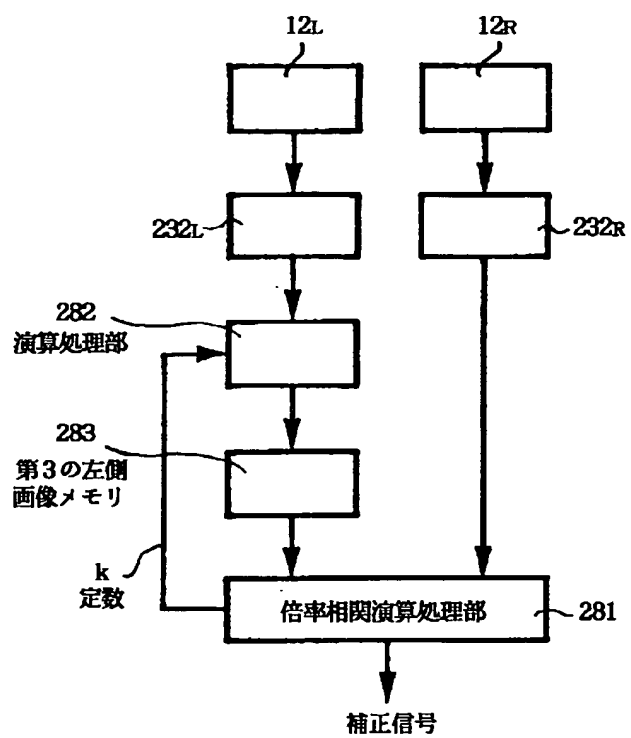 12L
12R
232L
232R
282
演算処理部
283
第3の左側
画像メモリ
k
定数
倍率相関演算処理部
281
補正信号